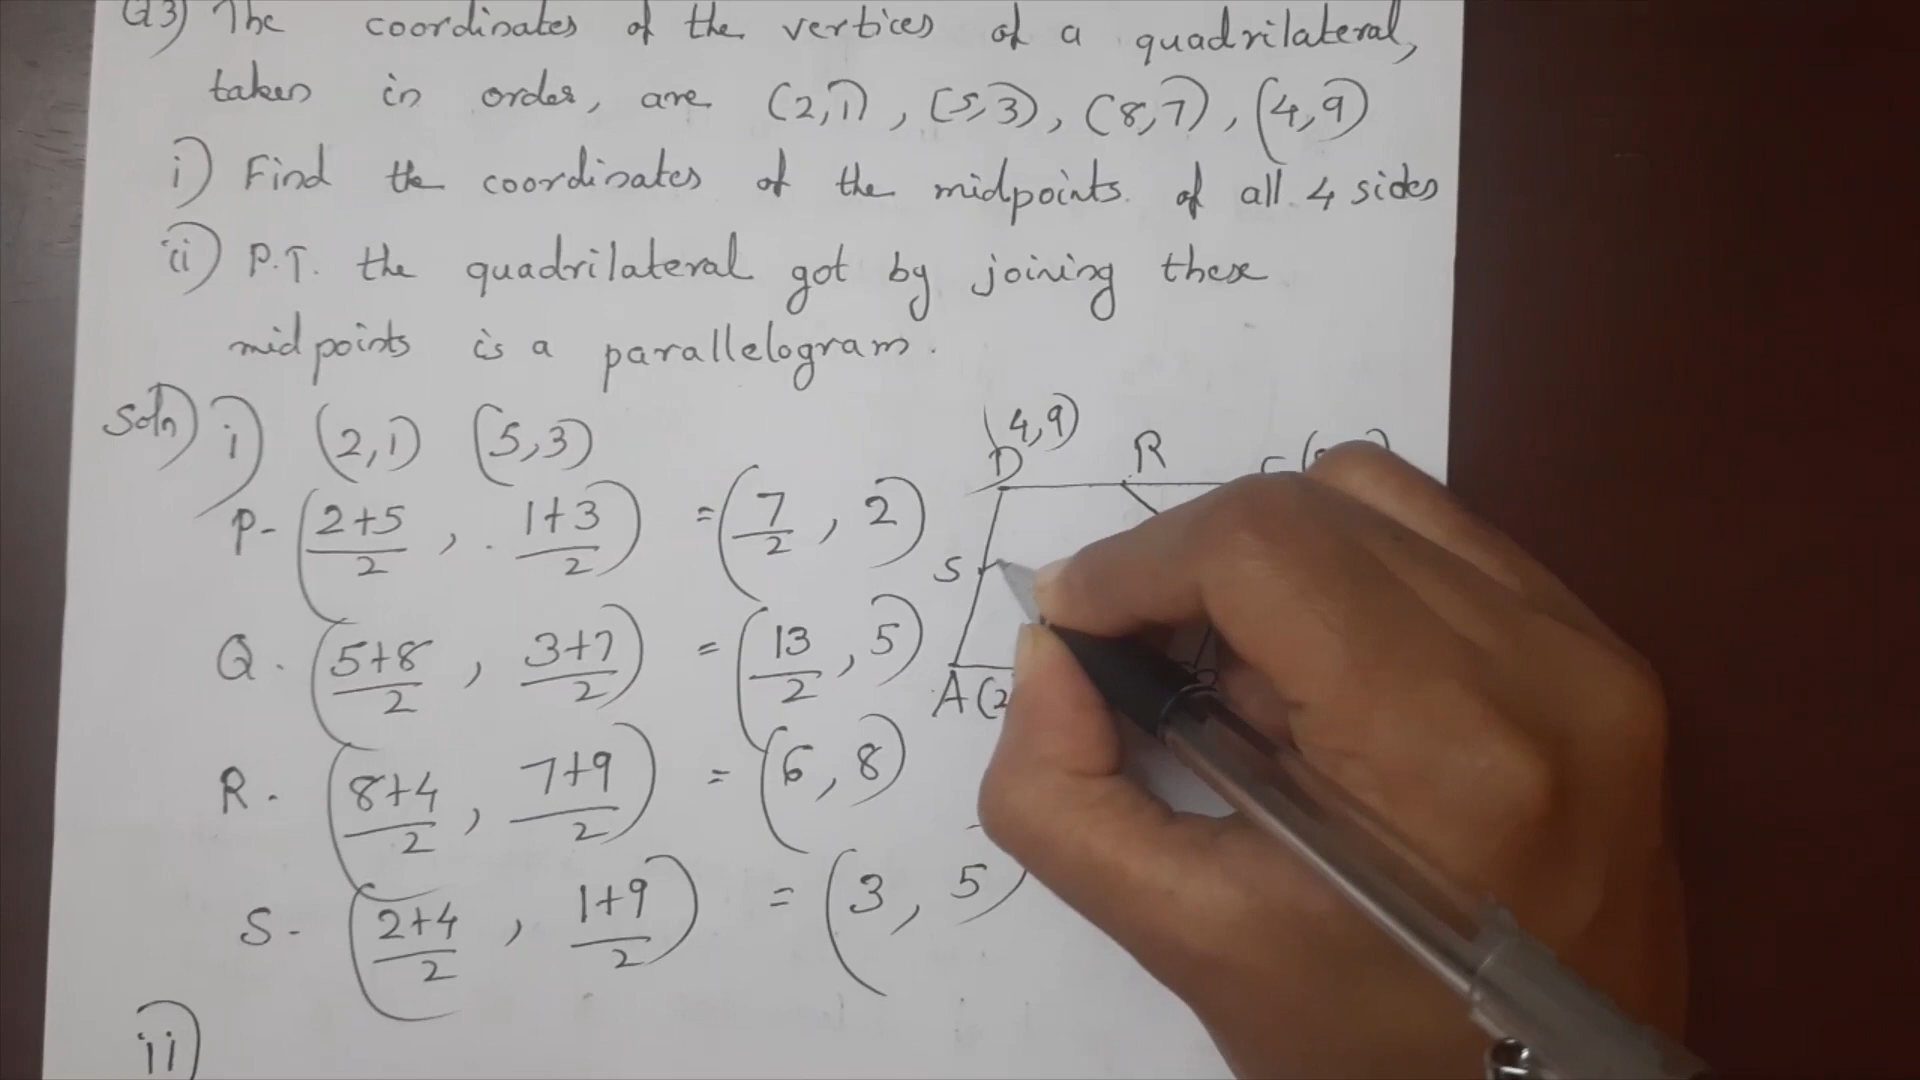 Q3) The coordinates of the vertices of a quadrilateral,
taken in order, are (2,1), (5,3), (8,7), (4,9)
i) Find the coordinates of the midpoints of all 4 sides
ii) P.T. the quadrilateral got by joining these
midpoints is a parallelogram.
Soln) i) (2,1) (5,3)
P - (2+5/2, 1+3/2) = (7/2, 2)
Q. (5+8/2, 3+7/2) = (13/2, 5)
R. (8+4/2, 7+9/2) = (6, 8)
S - (2+4/2, 1+9/2) = (3, 5)
ii)
(4,9)
D R C
S
A (2